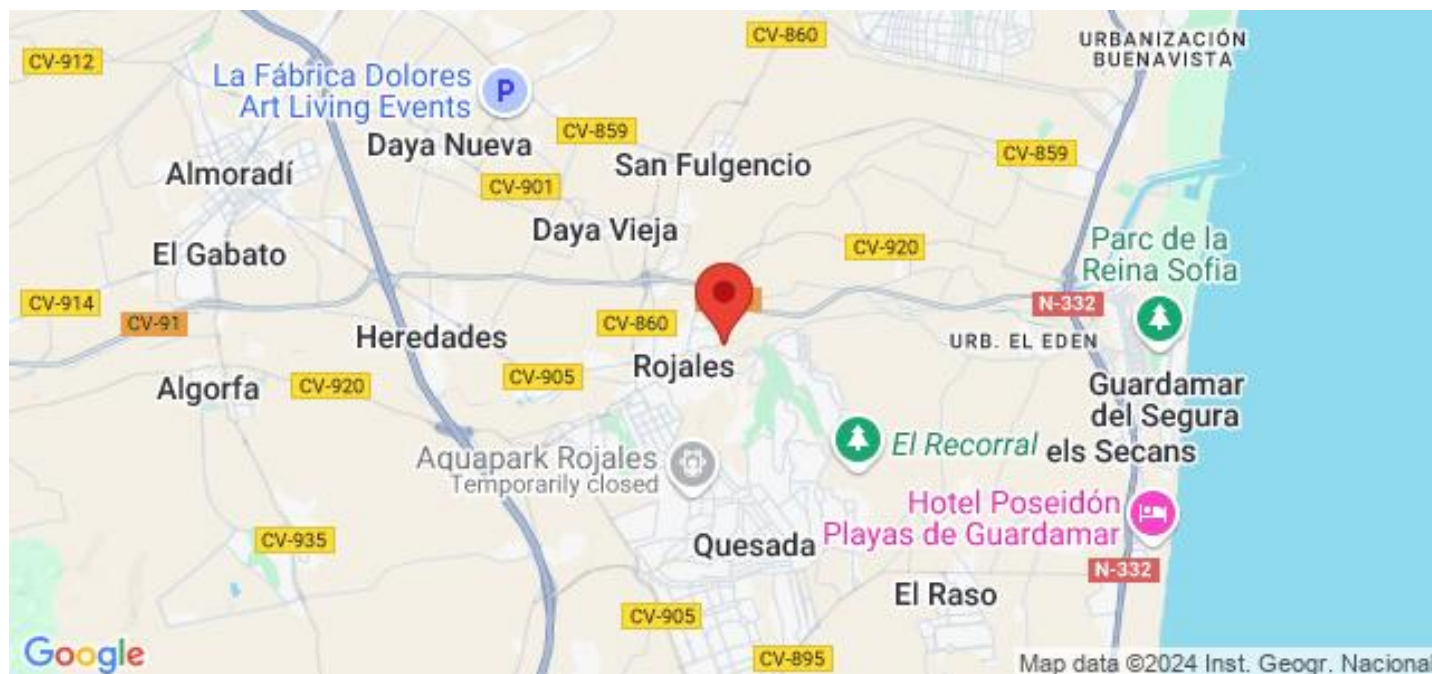 CV-860
URBANIZACIÓN
BUENAVISTA
CV-912
La Fábrica Dolores
Art Living Events
P
CV-859
Daya Nueva
CV-859
San Fulgencio
Almoradí
CV-901
Daya Vieja
Parc de la
Reina Sofia
CV-920
El Gabato
CV-914
N-332
CV-91
CV-860
Heredades
URB. EL EDEN
Rojales
CV-905
Algorfa
CV-920
Guardamar
del Segura
El Recorral
els Secans
Aquapark Rojales
Temporarily closed
Hotel Poseidón
Playas de Guardamar
CV-935
Quesada
N-332
El Raso
CV-905
Google
CV-895
Map data ©2024 Inst. Geogr. Nacional